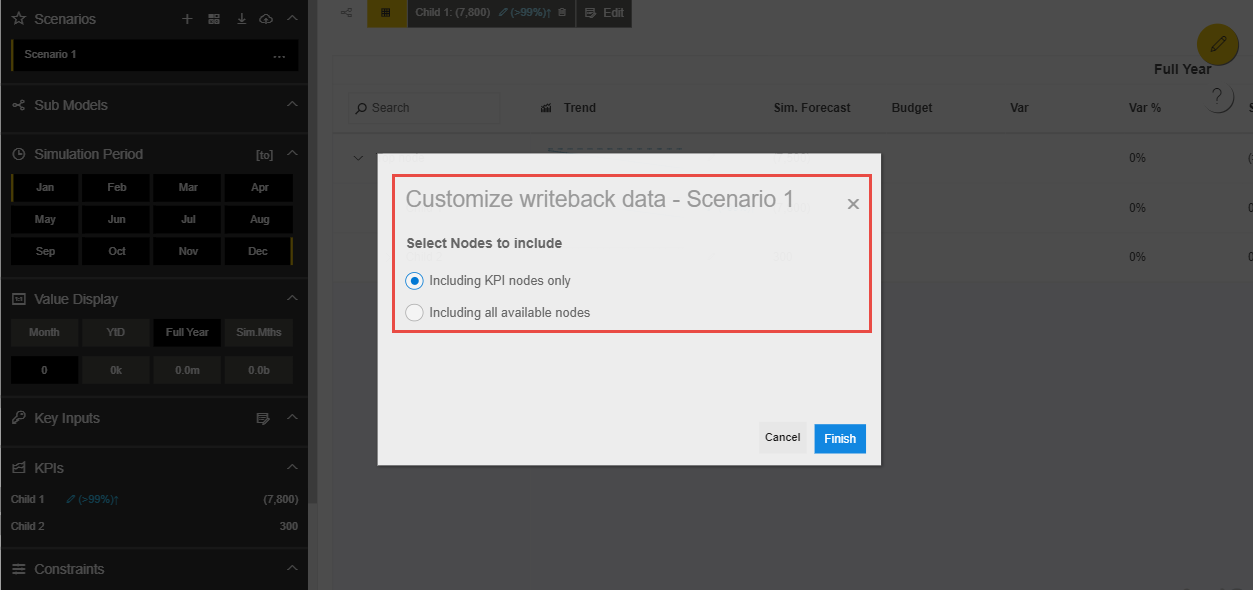 Scenarios
Scenario 1
...
Sub Models
Simulation Period [to]
Jan Feb Mar Apr
May Jun Jul Aug
Sep Oct Nov Dec
Value Display
Month YtD Full Year Sim.Mths
0 0k 0.0m 0.0b
Key Inputs
KPIs
Child 1 (>99%)↑ (7,800)
Child 2 300
Constraints
Child 1: (7,800) (>99%)↑ Edit
Full Year
?
Search Trend Sim. Forecast Budget Var Var %
0%
0%
0%
Customize writeback data - Scenario 1
Select Nodes to include
Including KPI nodes only
Including all available nodes
Cancel Finish